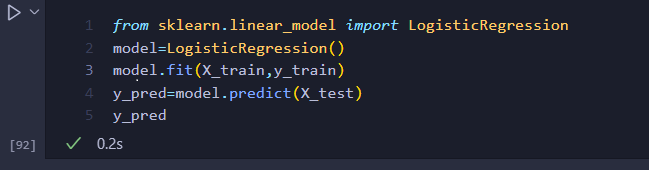 1 from sklearn.linear_model import LogisticRegression
2 model=LogisticRegression()
3 model.fit(X_train,y_train)
4 y_pred=model.predict(X_test)
5 y_pred
[92] 0.2s